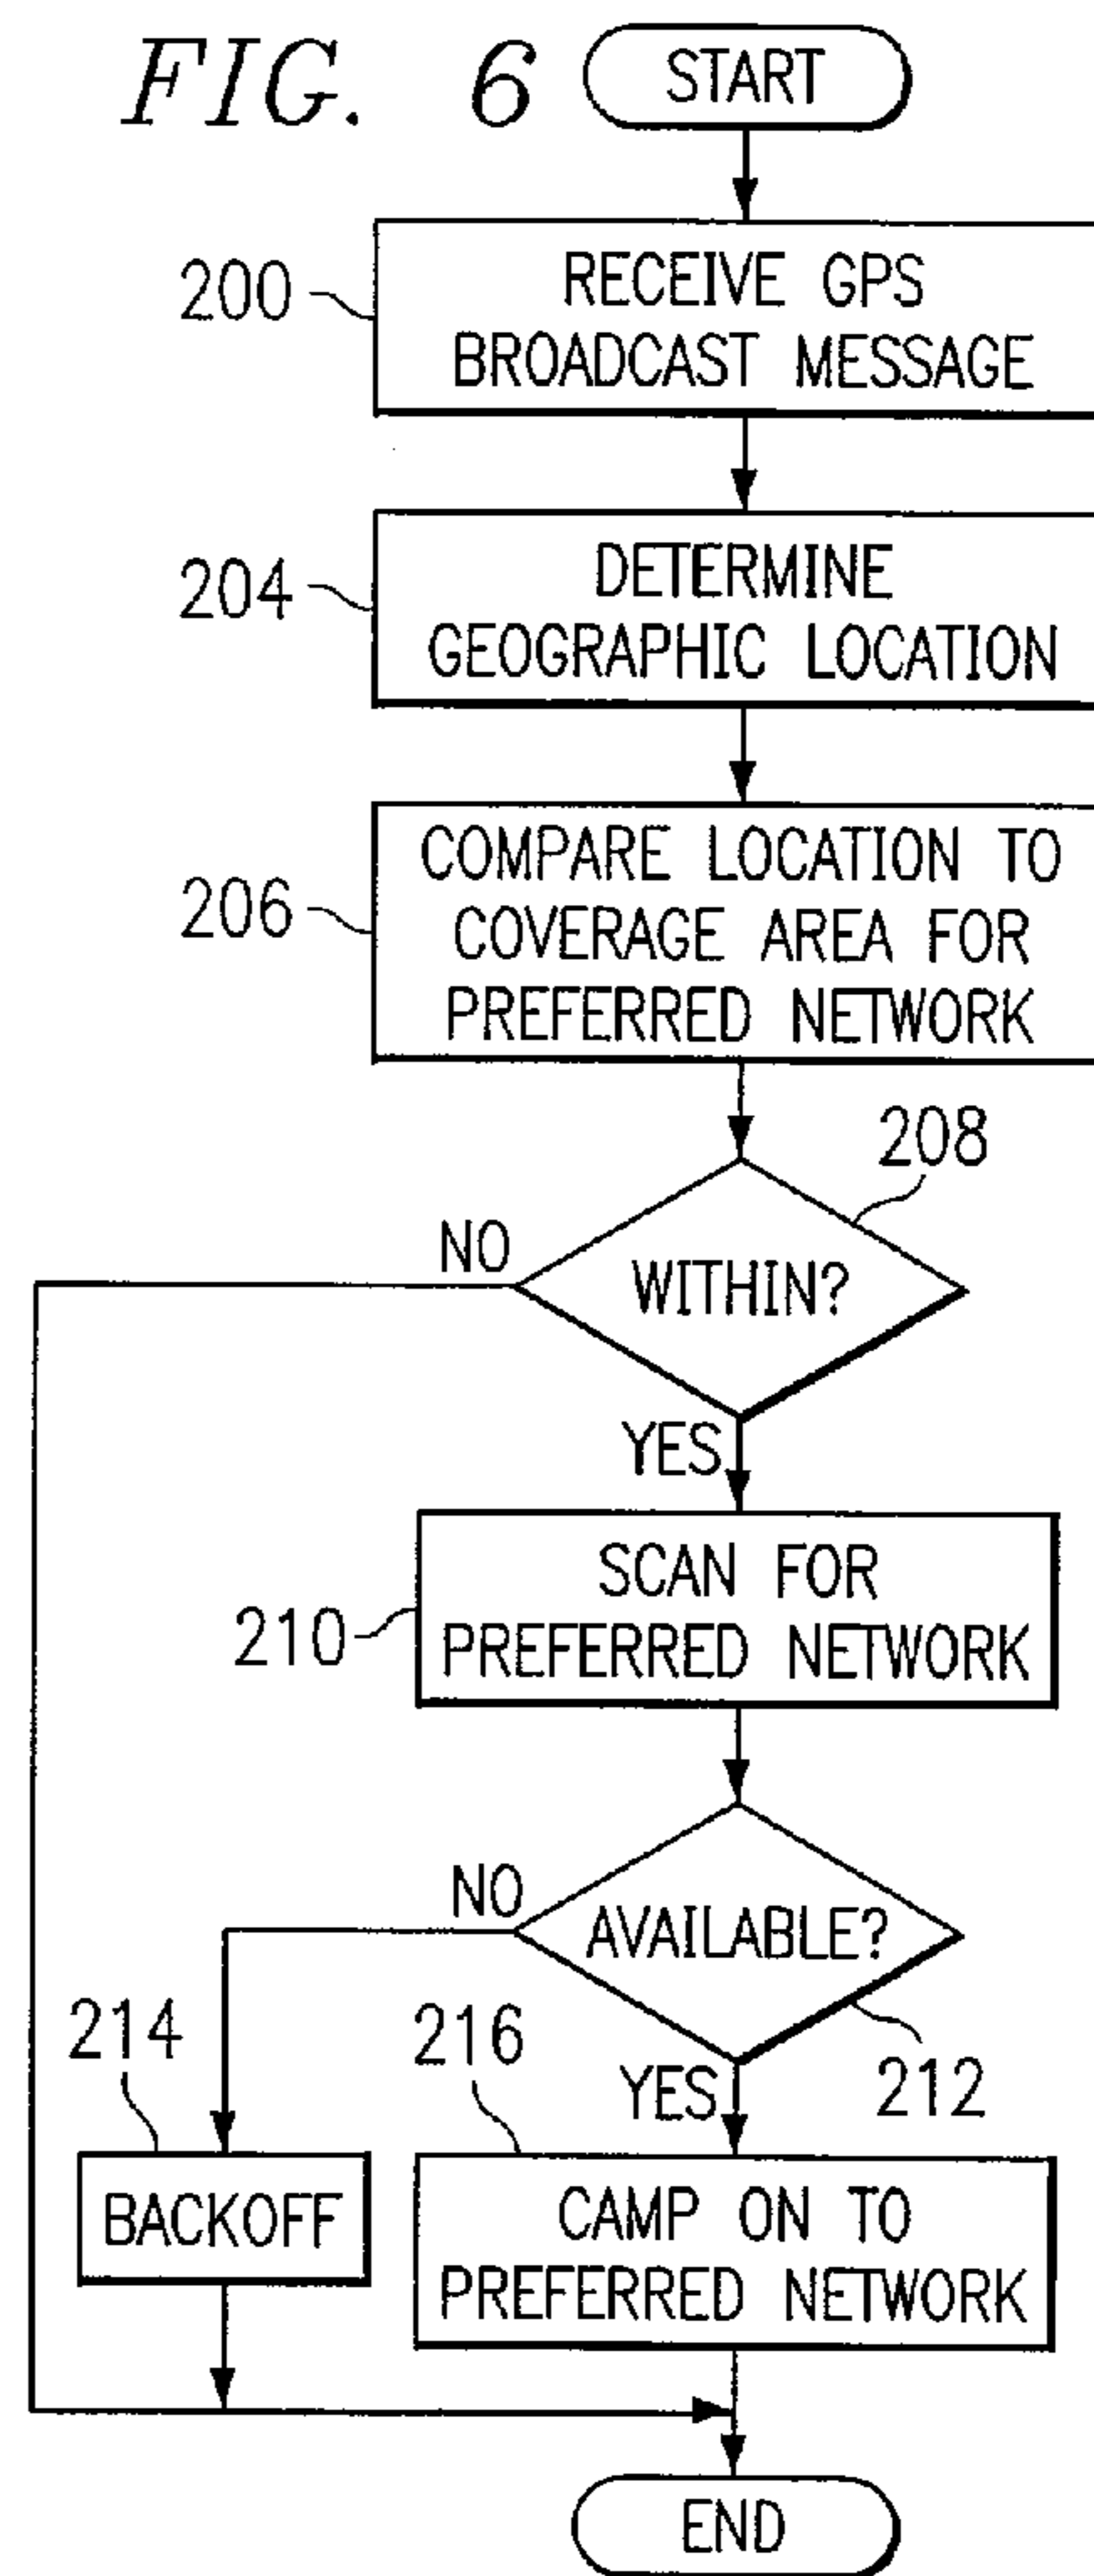 FIG. 6
START
200
RECEIVE GPS
BROADCAST MESSAGE
204
DETERMINE
GEOGRAPHIC LOCATION
206
COMPARE LOCATION TO
COVERAGE AREA FOR
PREFERRED NETWORK
208
NO
WITHIN?
YES
SCAN FOR
PREFERRED NETWORK
210
NO
AVAILABLE?
212
YES
214
216
BACKOFF
CAMP ON TO
PREFERRED NETWORK
END